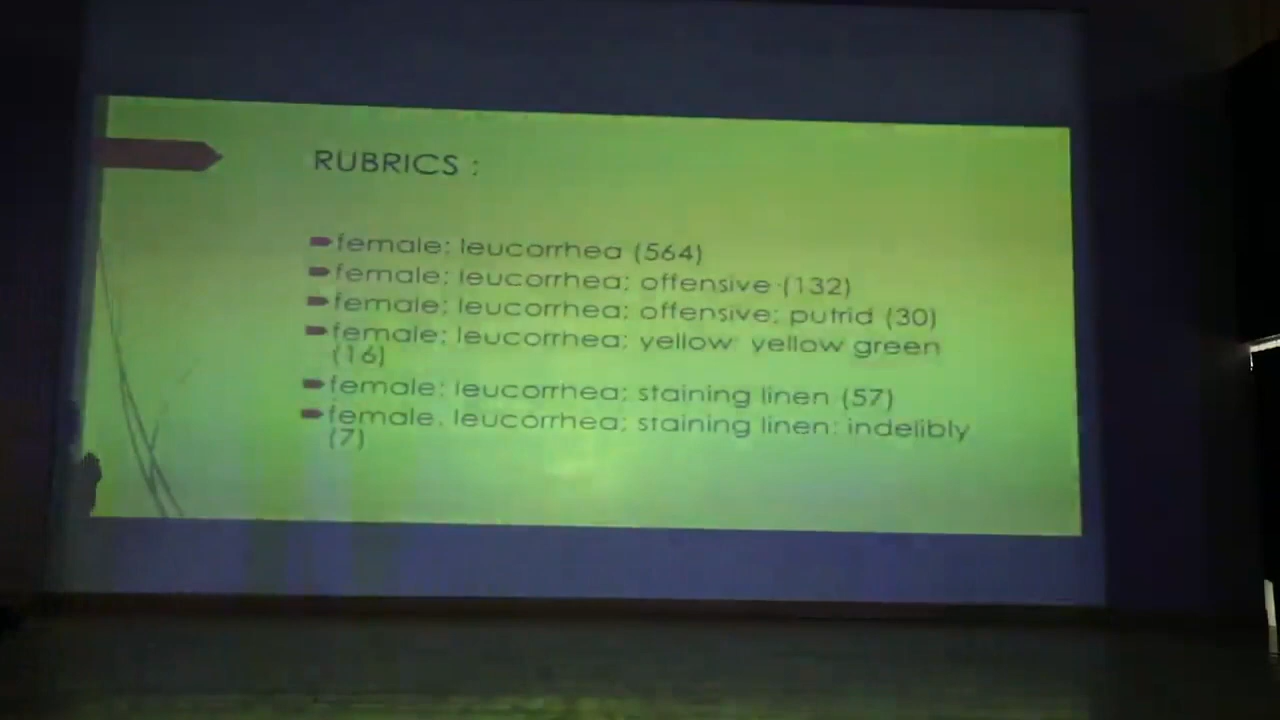 RUBRICS :
female; leucorrhea (564)
female; leucorrhea; offensive (132)
female; leucorrhea; offensive; putrid (30)
female; leucorrhea; yellow; yellow green
(16)
female; leucorrhea; staining linen (57)
female; leucorrhea; staining linen; indelibly
(7)